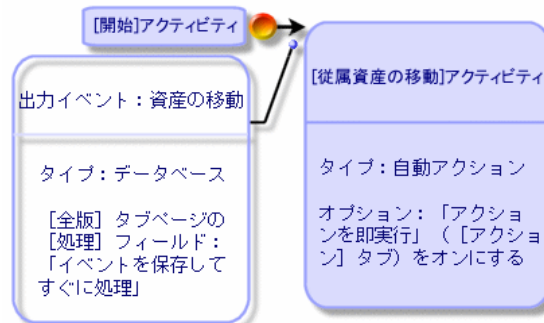 [開始]アクティビティ
出力イベント：資産の移動
タイプ：データベース
［全版］タブページの
［処理］フィールド：
「イベントを保存して
すぐに処理」
[従属資産の移動]アクティビティ
タイプ：自動アクション
オプション：「アクショ
ンを即実行」（［アクショ
ン］タブ）をオンにする